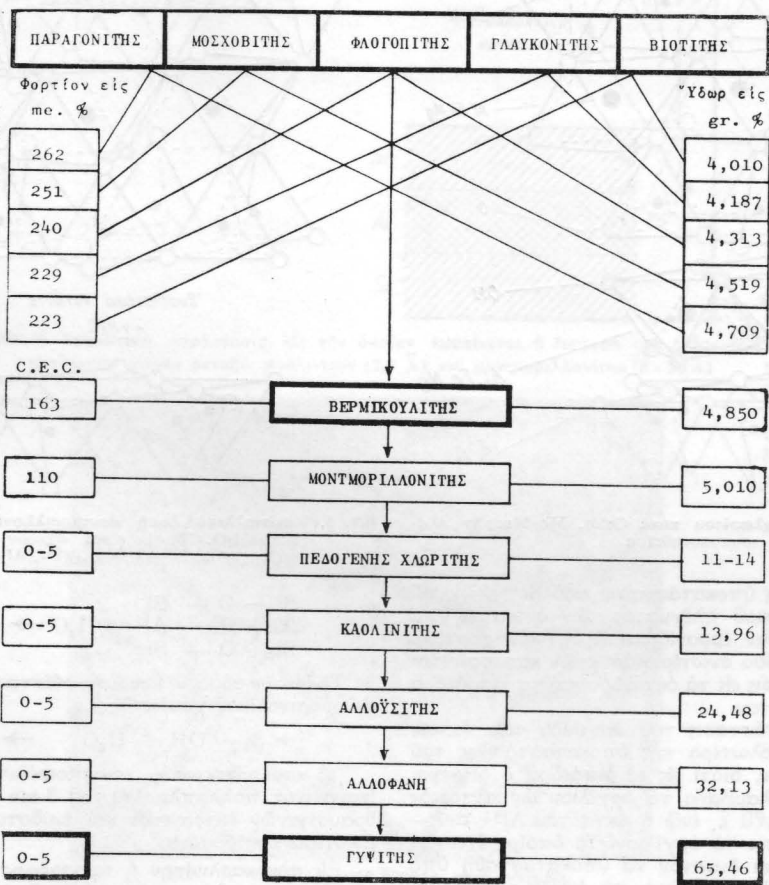 ΠΑΡΑΓΟΝΙΤΗΣ ΜΟΣΧΟΒΙΤΗΣ ΦΛΟΓΟΠΙΤΗΣ ΓΛΑΥΚΟΝΙΤΗΣ ΒΙΟΤΙΤΗΣ
Φορτίον εἰς
me. %
Ὕδωρ εἰς
gr. %
262
251
240
229
223
4,010
4,187
4,313
4,519
4,709
C.E.C.
163 ΒΕΡΜΙΚΟΥΛΙΤΗΣ 4,850
110 ΜΟΝΤΜΟΡΙΛΛΟΝΙΤΗΣ 5,010
0-5 ΠΕΔΟΓΕΝΗΣ ΧΛΩΡΙΤΗΣ 11-14
0-5 ΚΑΟΛΙΝΙΤΗΣ 13,96
0-5 ΑΛΛΟΫΣΙΤΗΣ 24,48
0-5 ΑΛΛΟΦΑΝΗ 32,13
0-5 ΓΥΨΙΤΗΣ 65,46